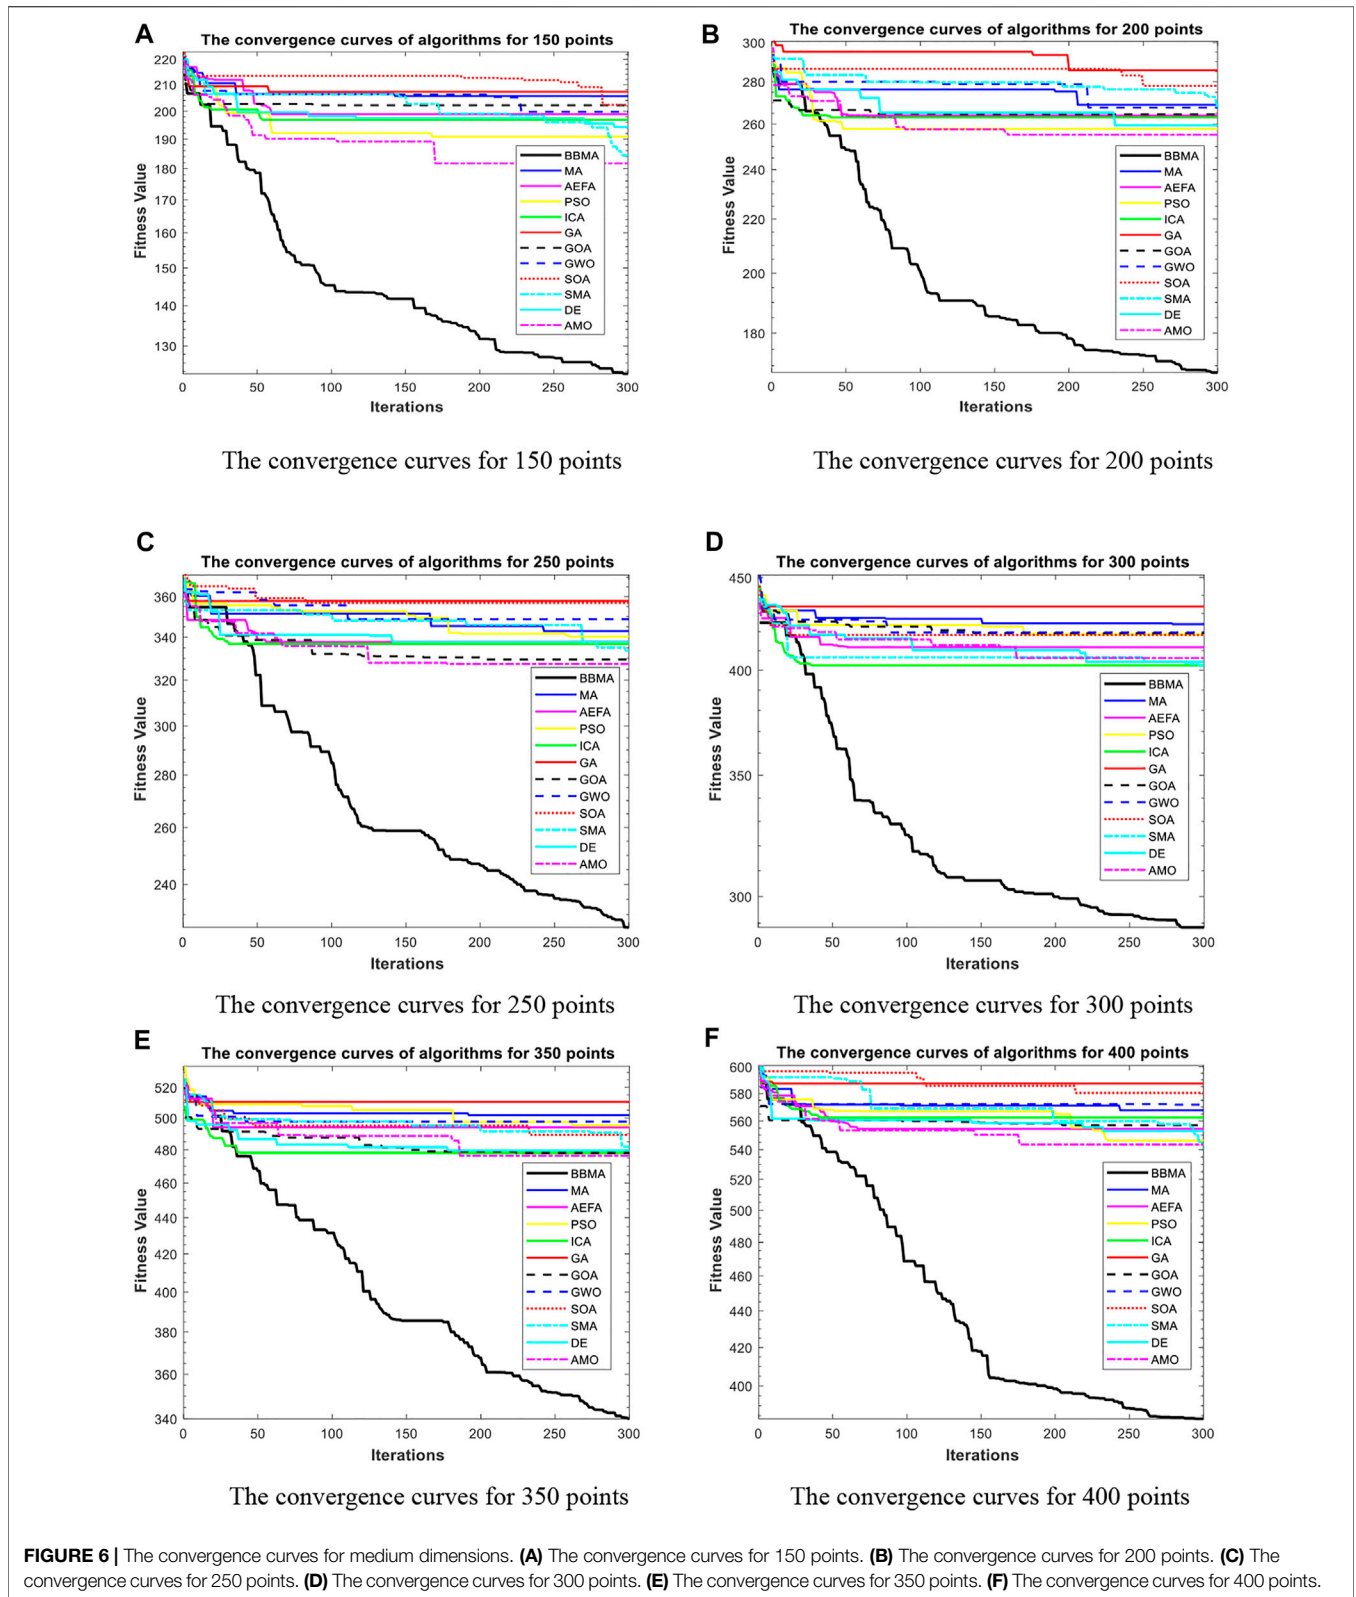 A
The convergence curves of algorithms for 150 points
Fitness Value
220
210
200
190
180
170
160
150
140
130
0 50 100 150 200 250 300
Iterations
BBMA
MA
AEFA
PSO
ICA
GA
GOA
GWO
SOA
SMA
DE
AMO
The convergence curves for 150 points
B
The convergence curves of algorithms for 200 points
Fitness Value
300
280
260
240
220
200
180
0 50 100 150 200 250 300
Iterations
BBMA
MA
AEFA
PSO
ICA
GA
GOA
GWO
SOA
SMA
DE
AMO
The convergence curves for 200 points
C
The convergence curves of algorithms for 250 points
Fitness Value
360
340
320
300
280
260
240
0 50 100 150 200 250 300
Iterations
BBMA
MA
AEFA
PSO
ICA
GA
GOA
GWO
SOA
SMA
DE
AMO
The convergence curves for 250 points
D
The convergence curves of algorithms for 300 points
Fitness Value
450
400
350
300
0 50 100 150 200 250 300
Iterations
BBMA
MA
AEFA
PSO
ICA
GA
GOA
GWO
SOA
SMA
DE
AMO
The convergence curves for 300 points
E
The convergence curves of algorithms for 350 points
Fitness Value
520
500
480
460
440
420
400
380
360
340
0 50 100 150 200 250 300
Iterations
BBMA
MA
AEFA
PSO
ICA
GA
GOA
GWO
SOA
SMA
DE
AMO
The convergence curves for 350 points
F
The convergence curves of algorithms for 400 points
Fitness Value
600
580
560
540
520
500
480
460
440
420
400
0 50 100 150 200 250 300
Iterations
BBMA
MA
AEFA
PSO
ICA
GA
GOA
GWO
SOA
SMA
DE
AMO
The convergence curves for 400 points
FIGURE 6 | The convergence curves for medium dimensions. (A) The convergence curves for 150 points. (B) The convergence curves for 200 points. (C) The
convergence curves for 250 points. (D) The convergence curves for 300 points. (E) The convergence curves for 350 points. (F) The convergence curves for 400 points.